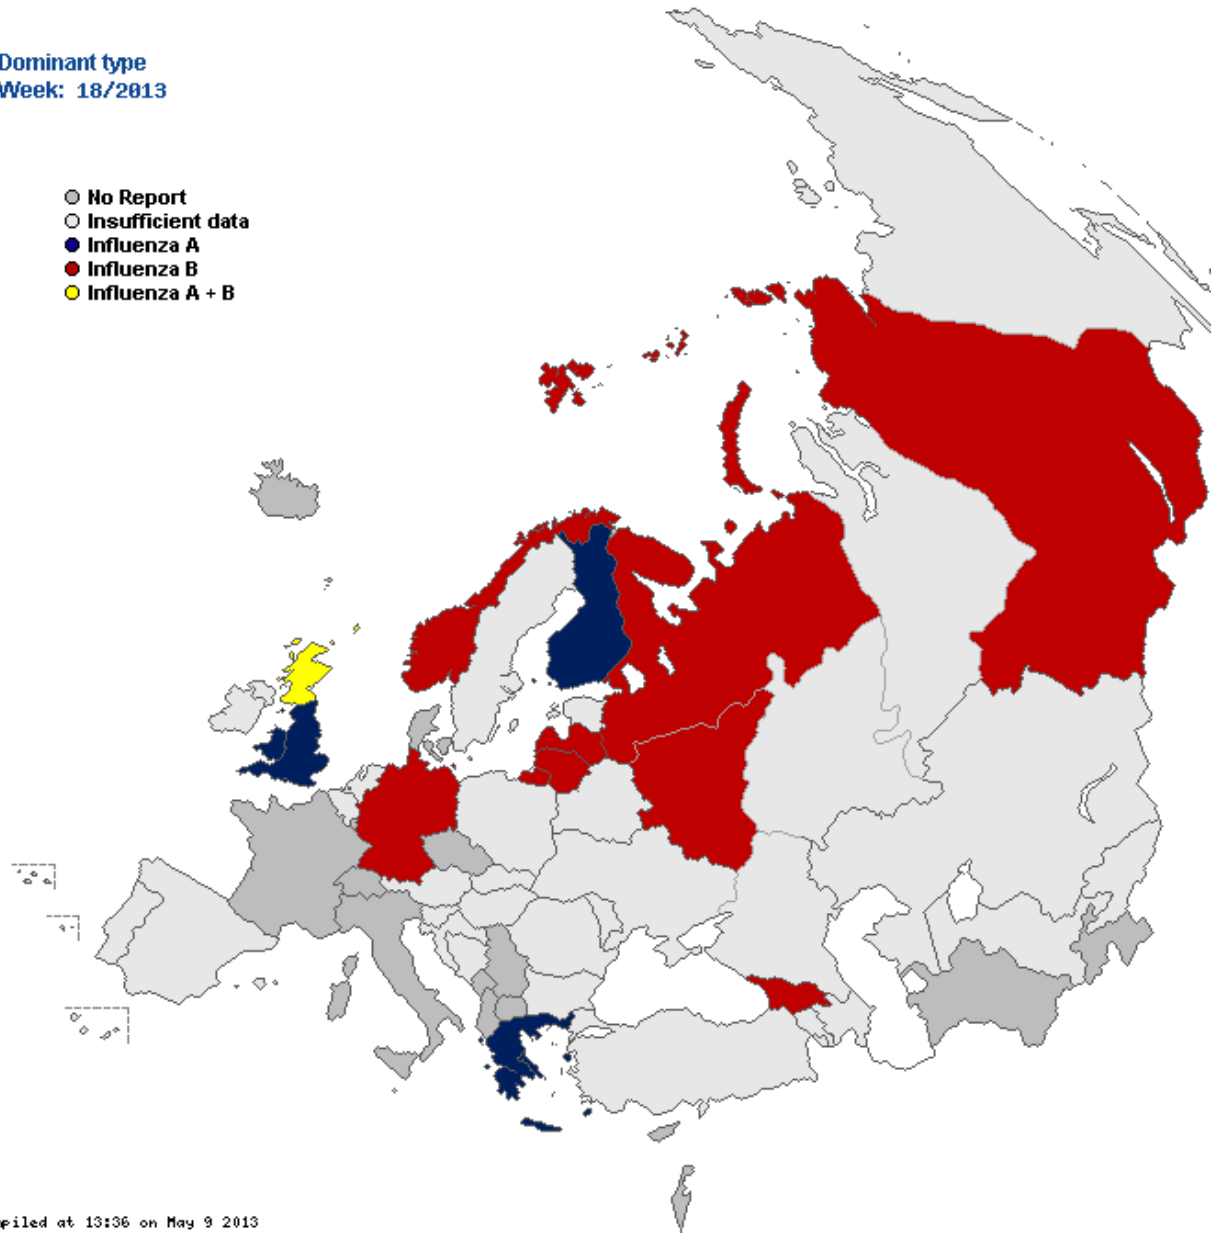 Dominant type
Week: 18/2013
No Report
Insufficient data
Influenza A
Influenza B
Influenza A + B
piled at 13:36 on May 9 2013